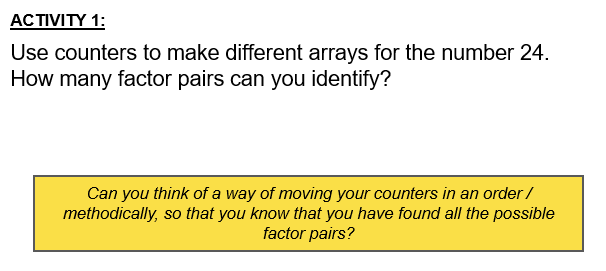 ACTIVITY 1:
Use counters to make different arrays for the number 24.
How many factor pairs can you identify?
Can you think of a way of moving your counters in an order /
methodically, so that you know that you have found all the possible
factor pairs?